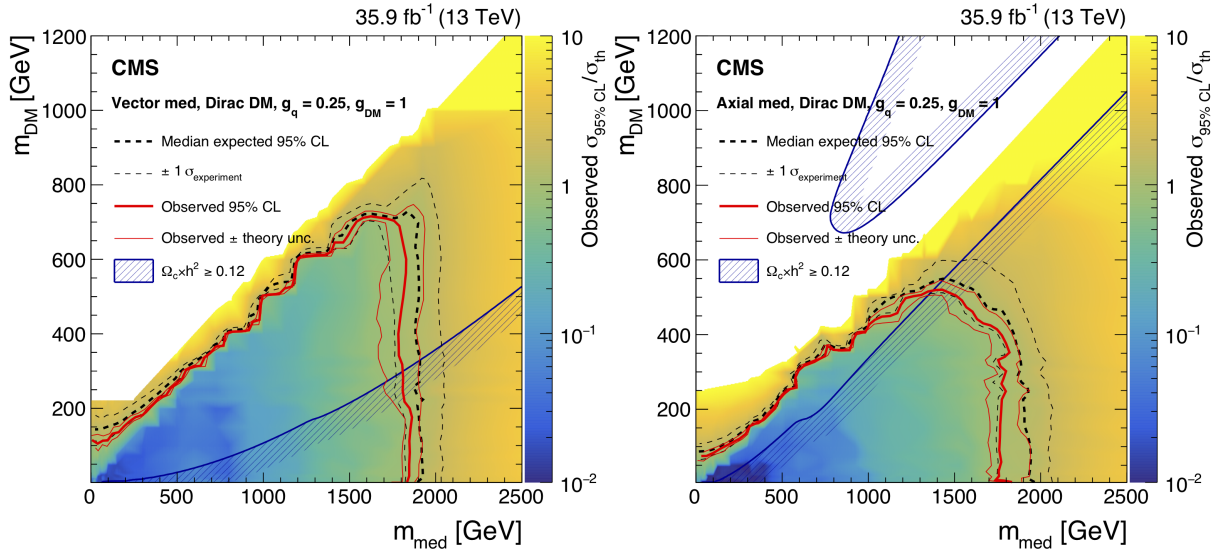 35.9 fb⁻¹ (13 TeV)
m_DM [GeV]
1200
1000
800
600
400
200
CMS
Vector med, Dirac DM, g_q = 0.25, g_DM = 1
Median expected 95% CL
± 1 σ_experiment
Observed 95% CL
Observed ± theory unc.
Ω_c×h² ≥ 0.12
0 500 1000 1500 2000 2500
m_med [GeV]
10
1
10⁻¹
10⁻²
Observed σ_95% CL/σ_th
35.9 fb⁻¹ (13 TeV)
m_DM [GeV]
1200
1000
800
600
400
200
CMS
Axial med, Dirac DM, g_q = 0.25, g_DM = 1
Median expected 95% CL
± 1 σ_experiment
Observed 95% CL
Observed ± theory unc.
Ω_c×h² ≥ 0.12
0 500 1000 1500 2000 2500
m_med [GeV]
10
1
10⁻¹
10⁻²
Observed σ_95% CL/σ_th